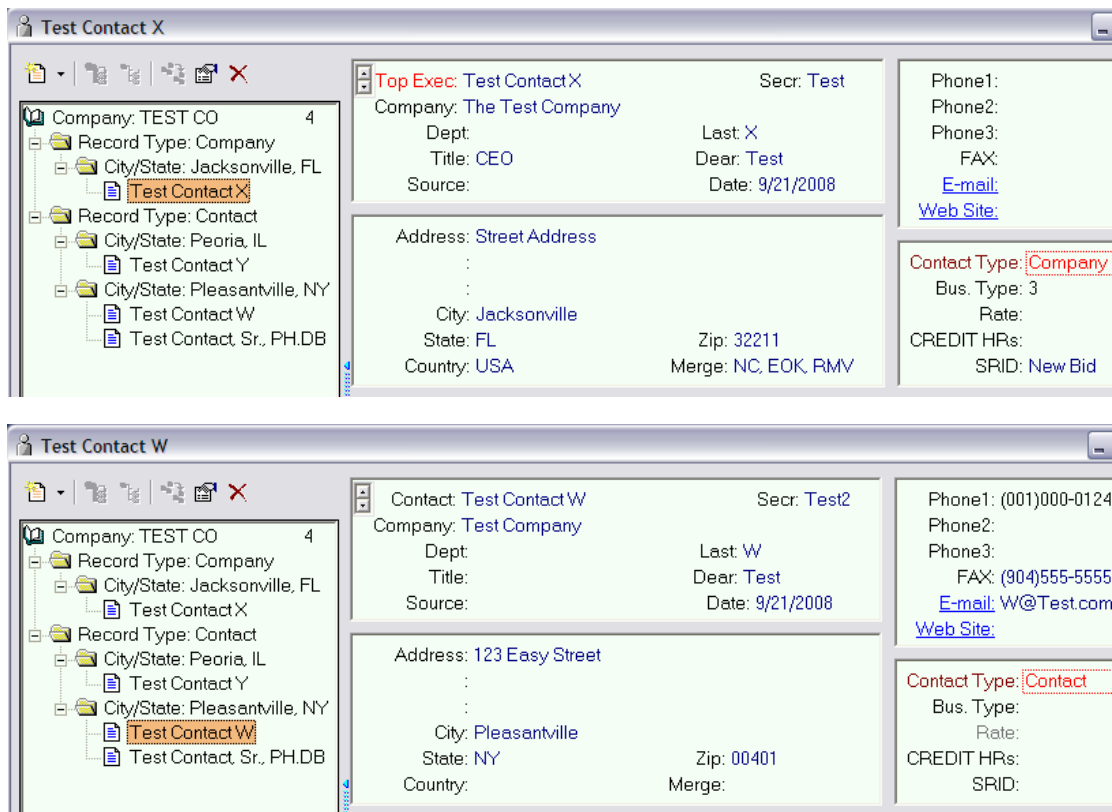 Test Contact X
Company: TEST CO 4
Record Type: Company
City/State: Jacksonville, FL
Test Contact X
Record Type: Contact
City/State: Peoria, IL
Test Contact Y
City/State: Pleasantville, NY
Test Contact W
Test Contact, Sr., PH.DB
Top Exec: Test Contact X Secr: Test
Company: The Test Company
Dept: Last: X
Title: CEO Dear: Test
Source: Date: 9/21/2008
Address: Street Address
:
:
City: Jacksonville
State: FL Zip: 32211
Country: USA Merge: NC, EOK, RMV
Phone1:
Phone2:
Phone3:
FAX:
E-mail:
Web Site:
Contact Type: Company
Bus. Type: 3
Rate:
CREDIT HRs:
SRID: New Bid
Test Contact W
Company: TEST CO 4
Record Type: Company
City/State: Jacksonville, FL
Test Contact X
Record Type: Contact
City/State: Peoria, IL
Test Contact Y
City/State: Pleasantville, NY
Test Contact W
Test Contact, Sr., PH.DB
Contact: Test Contact W Secr: Test2
Company: Test Company
Dept: Last: W
Title: Dear: Test
Source: Date: 9/21/2008
Address: 123 Easy Street
:
:
City: Pleasantville
State: NY Zip: 00401
Country: Merge:
Phone1: (001)000-0124
Phone2:
Phone3:
FAX: (904)555-5555
E-mail: W@Test.com
Web Site:
Contact Type: Contact
Bus. Type:
Rate:
CREDIT HRs:
SRID: